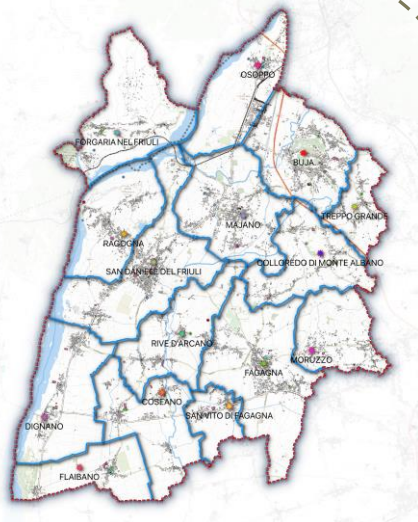 OSOPPO
FORGARIA NEL FRIULI
BUJA
TREPPO GRANDE
MAJANO
RAGOGNA
COLLOREDO DI MONTE ALBANO
SAN DANIELE DEL FRIULI
RIVE D'ARCANO
MORUZZO
FAGAGNA
COSEANO
SAN VITO DI FAGAGNA
DIGNANO
FLAIBANO